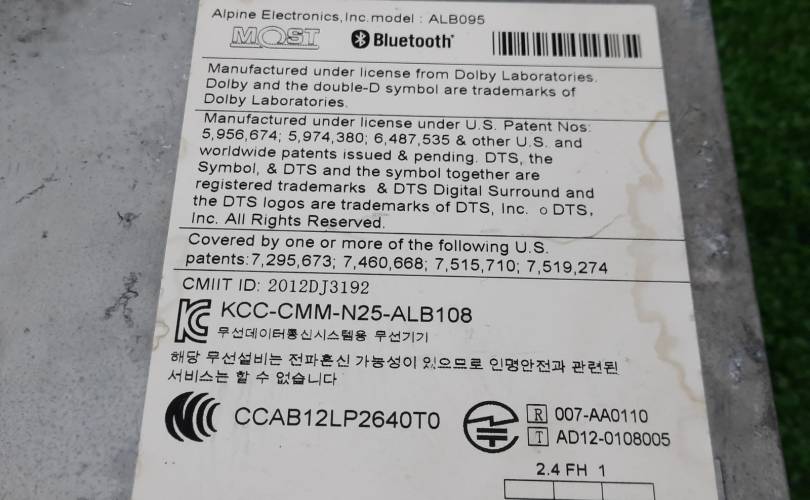 Alpine Electronics,Inc.model : ALB095
MOST Bluetooth
Manufactured under license from Dolby Laboratories.
Dolby and the double-D symbol are trademarks of
Dolby Laboratories.
Manufactured under license under U.S. Patent Nos:
5,956,674; 5,974,380; 6,487,535 & other U.S. and
worldwide patents issued & pending. DTS, the
Symbol, & DTS and the symbol together are
registered trademarks & DTS Digital Surround and
the DTS logos are trademarks of DTS, Inc. o DTS,
Inc. All Rights Reserved.
Covered by one or more of the following U.S.
patents:7,295,673; 7,460,668; 7,515,710; 7,519,274
CMIIT ID: 2012DJ3192
KCC-CMM-N25-ALB108
무선데이터통신시스템용 무선기기
해당 무선설비는 전파혼신 가능성이 있으므로 인명안전과 관련된
서비스는 할 수 없습니다
CCAB12LP2640T0
R 007-AA0110
T AD12-0108005
2.4 FH 1